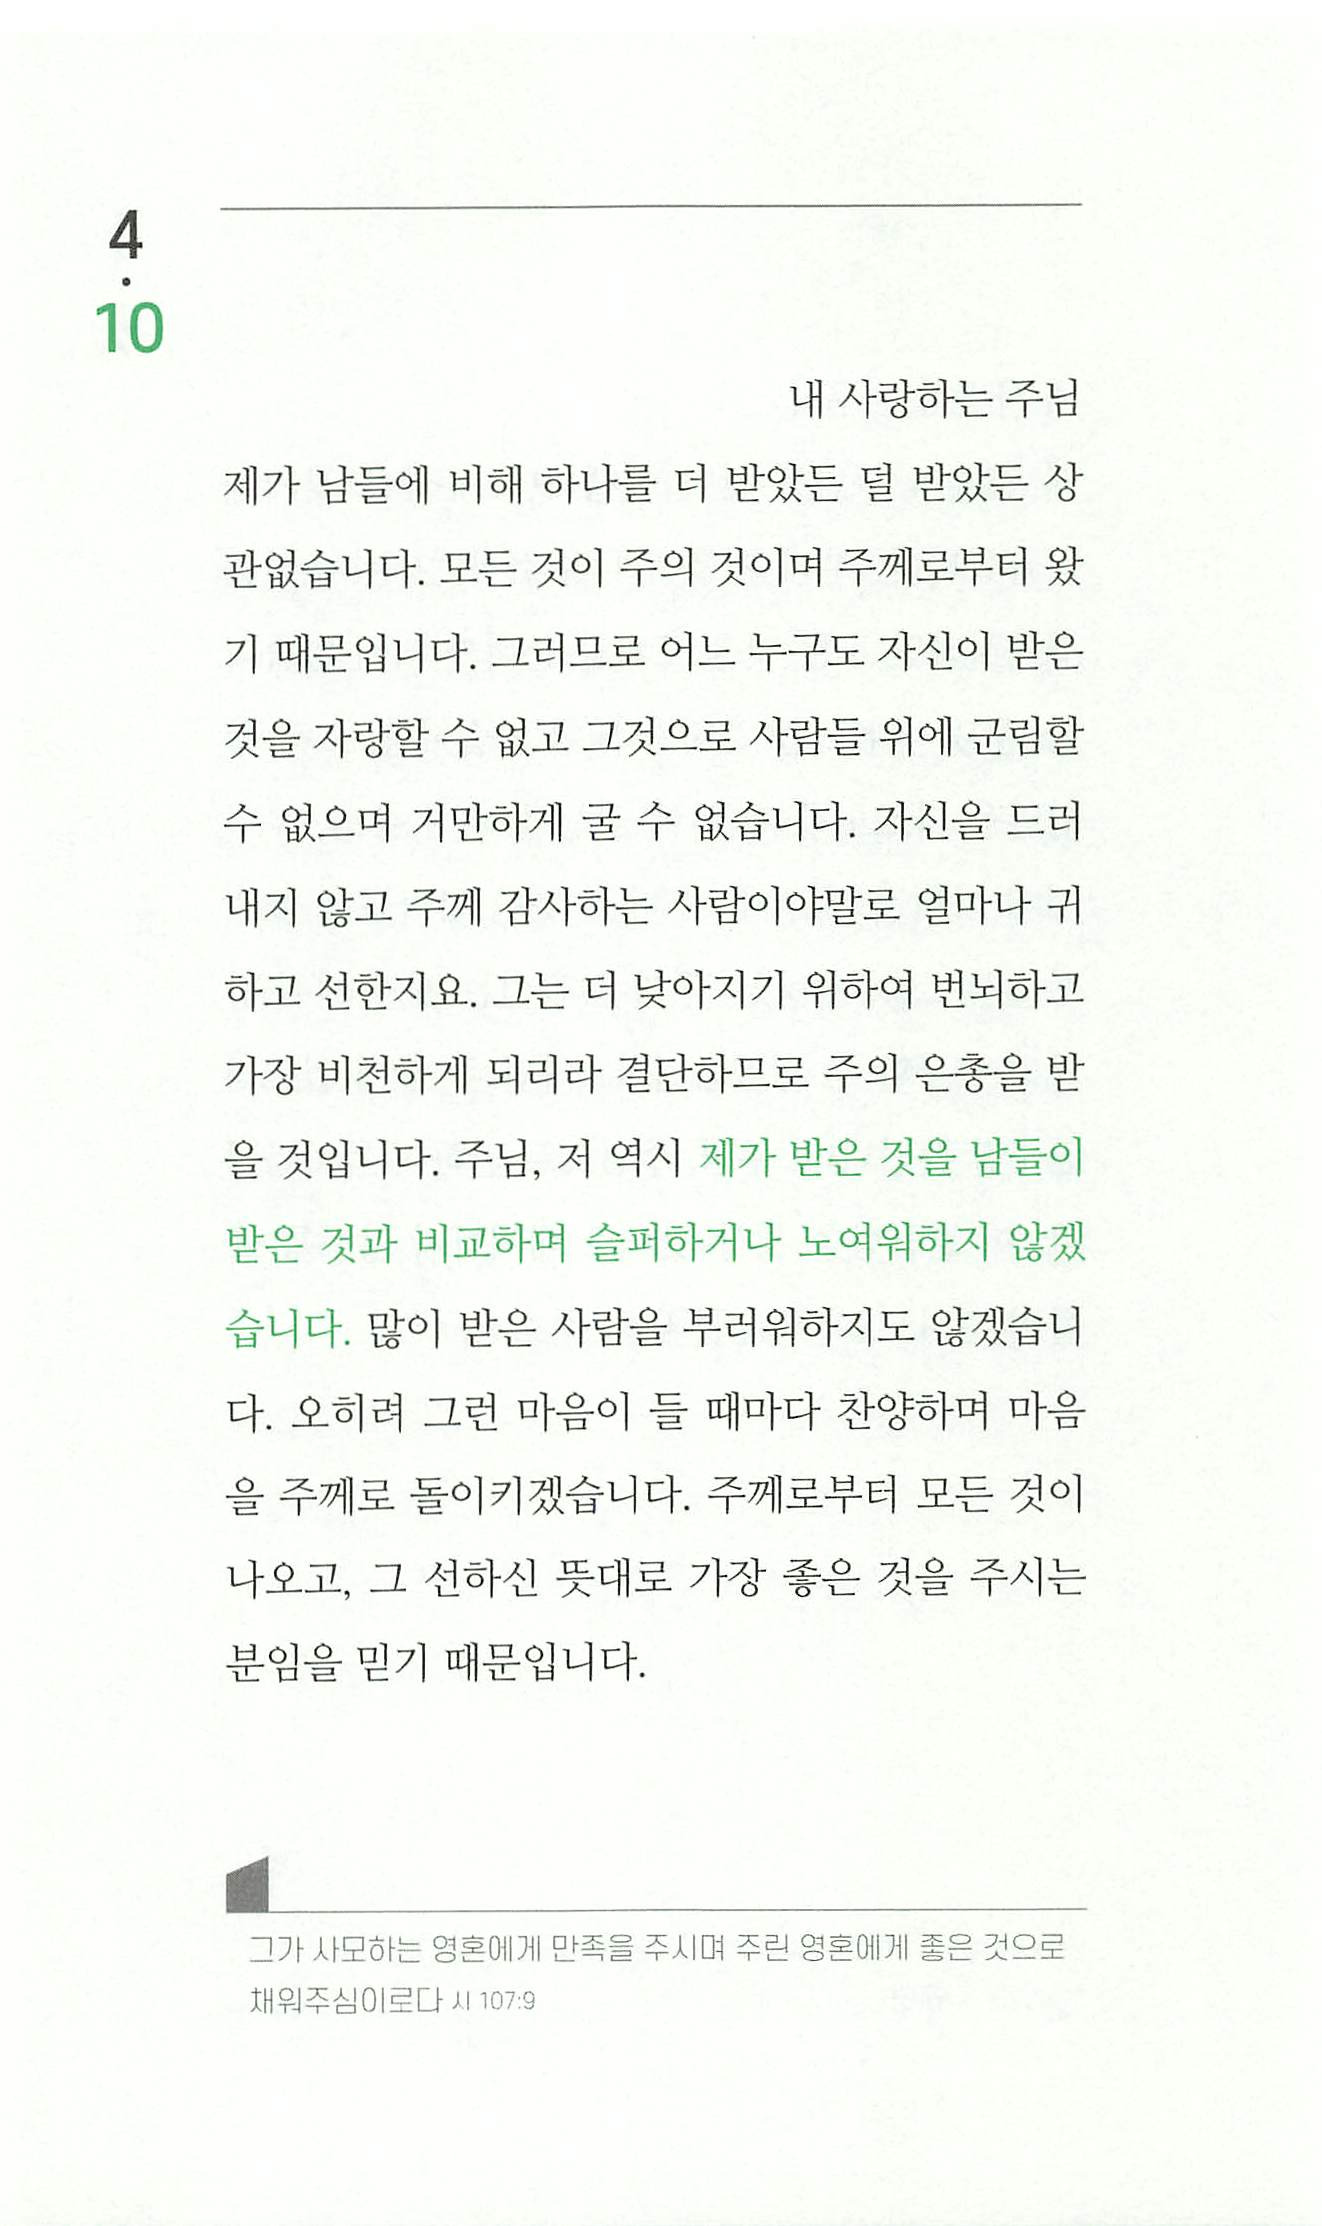 4
·
10
내 사랑하는 주님
제가 남들에 비해 하나를 더 받았든 덜 받았든 상
관없습니다. 모든 것이 주의 것이며 주께로부터 왔
기 때문입니다. 그러므로 어느 누구도 자신이 받은
것을 자랑할 수 없고 그것으로 사람들 위에 군림할
수 없으며 거만하게 굴 수 없습니다. 자신을 드러
내지 않고 주께 감사하는 사람이야말로 얼마나 귀
하고 선한지요. 그는 더 낮아지기 위하여 번뇌하고
가장 비천하게 되리라 결단하므로 주의 은총을 받
을 것입니다. 주님, 저 역시 제가 받은 것을 남들이
받은 것과 비교하며 슬퍼하거나 노여워하지 않겠
습니다. 많이 받은 사람을 부러워하지도 않겠습니
다. 오히려 그런 마음이 들 때마다 찬양하며 마음
을 주께로 돌이키겠습니다. 주께로부터 모든 것이
나오고, 그 선하신 뜻대로 가장 좋은 것을 주시는
분임을 믿기 때문입니다.
그가 사모하는 영혼에게 만족을 주시며 주린 영혼에게 좋은 것으로
채워주심이로다 시 107:9